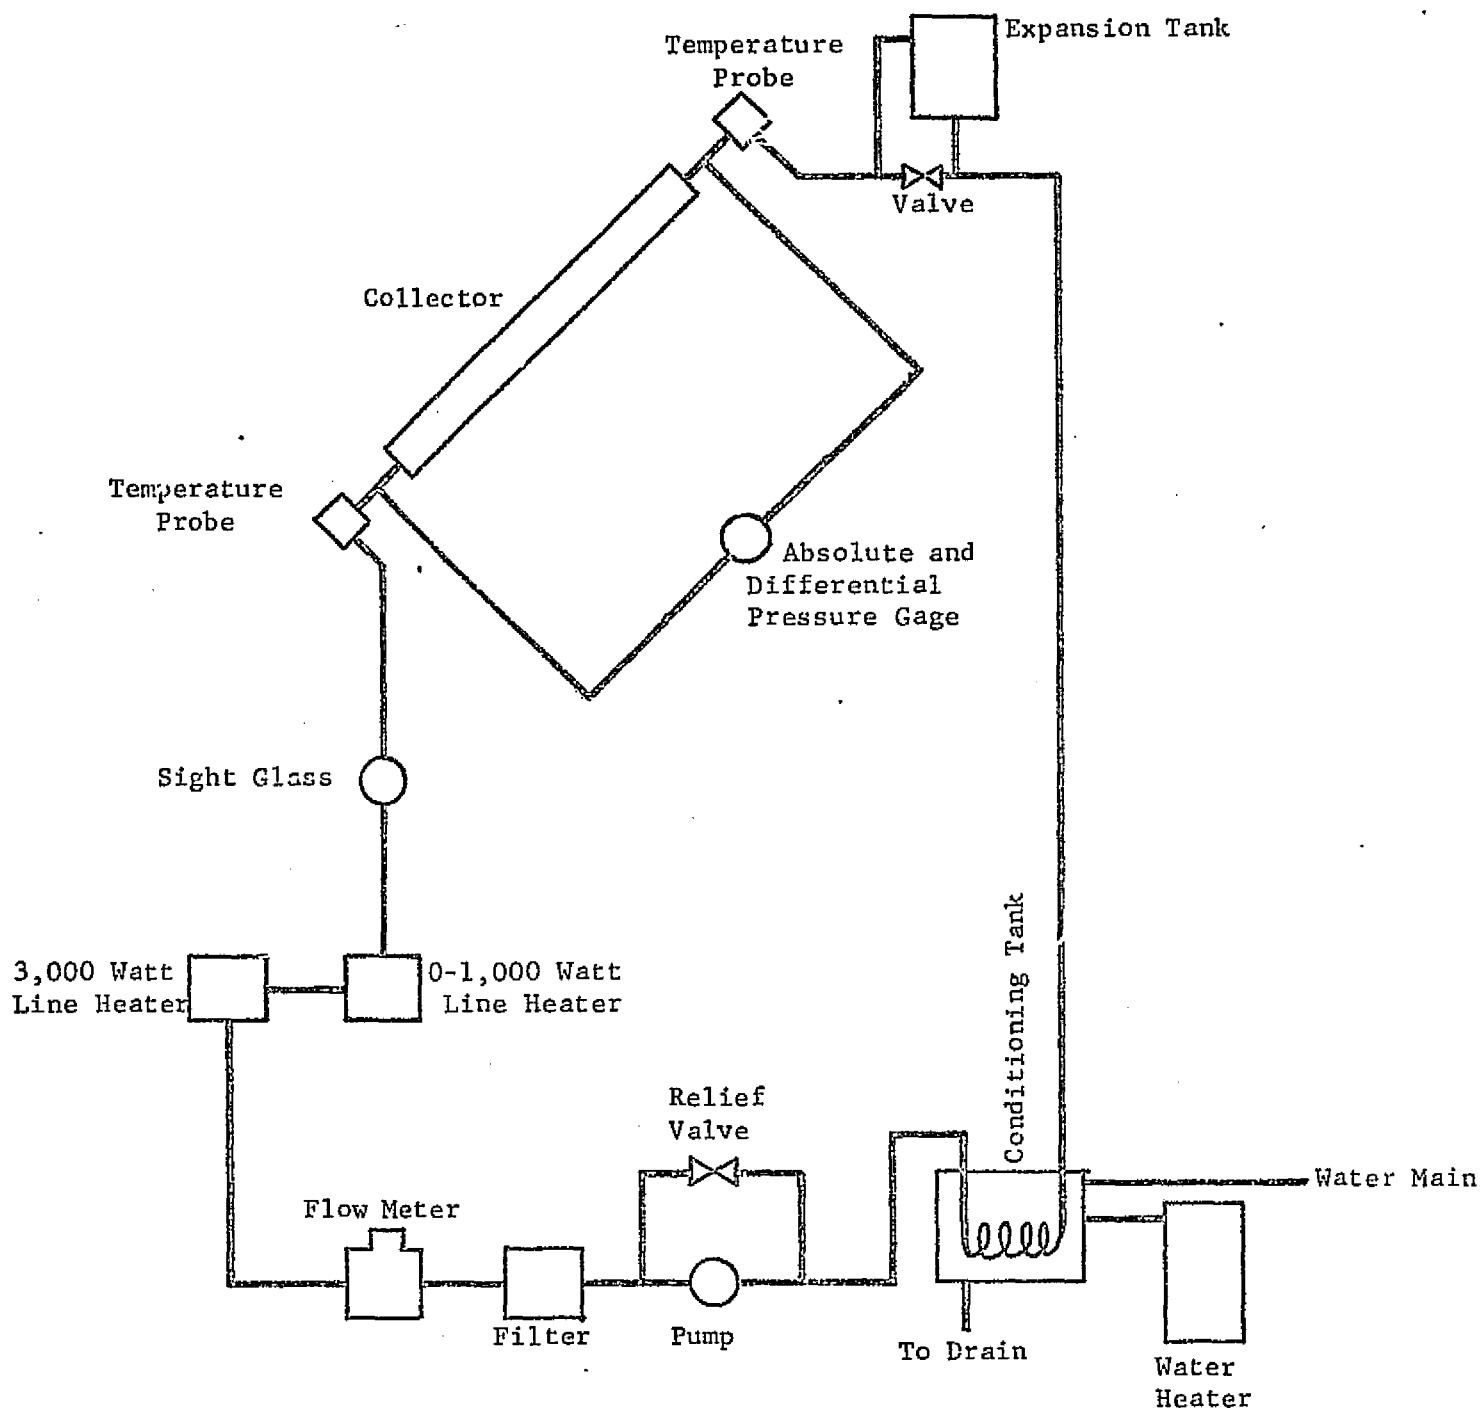 Expansion Tank
Temperature
Probe
Valve
Collector
Temperature
Probe
Absolute and
Differential
Pressure Gage
Sight Glass
Conditioning Tank
3,000 Watt
Line Heater
0-1,000 Watt
Line Heater
Relief
Valve
Water Main
Flow Meter
Filter
Pump
To Drain
Water
Heater